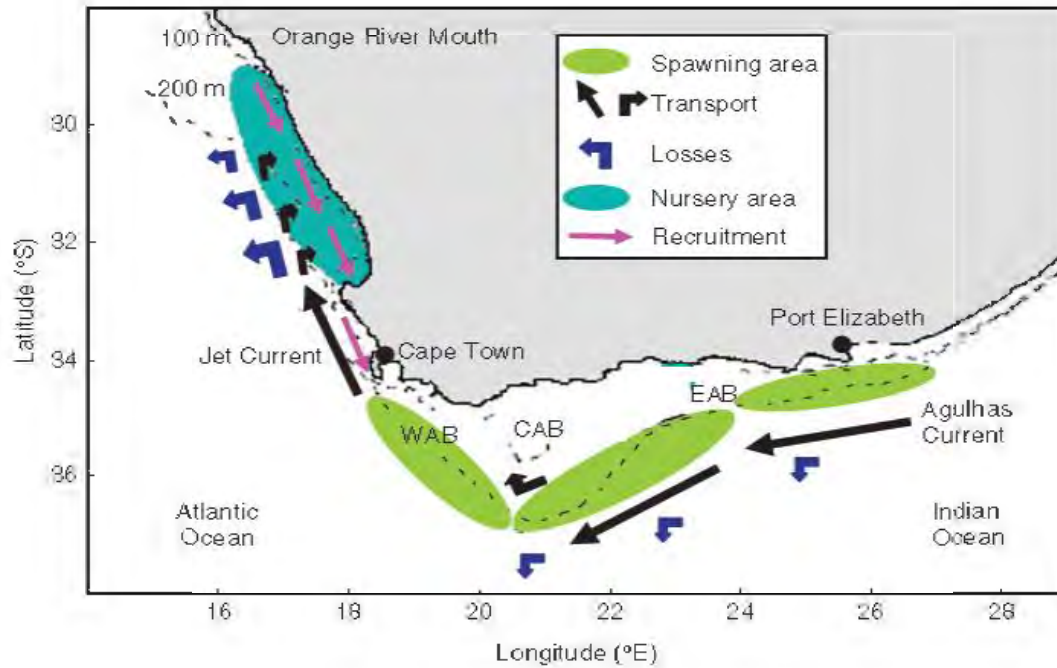 100 m
Orange River Mouth
200 m
Spawning area
Transport
Losses
Nursery area
Recruitment
Port Elizabeth
Jet Current
Cape Town
EAB
WAB
CAB
Agulhas
Current
Atlantic
Ocean
Indian
Ocean
30
32
34
36
Latitude (°S)
16
18
20
22
24
26
28
Longitude (°E)